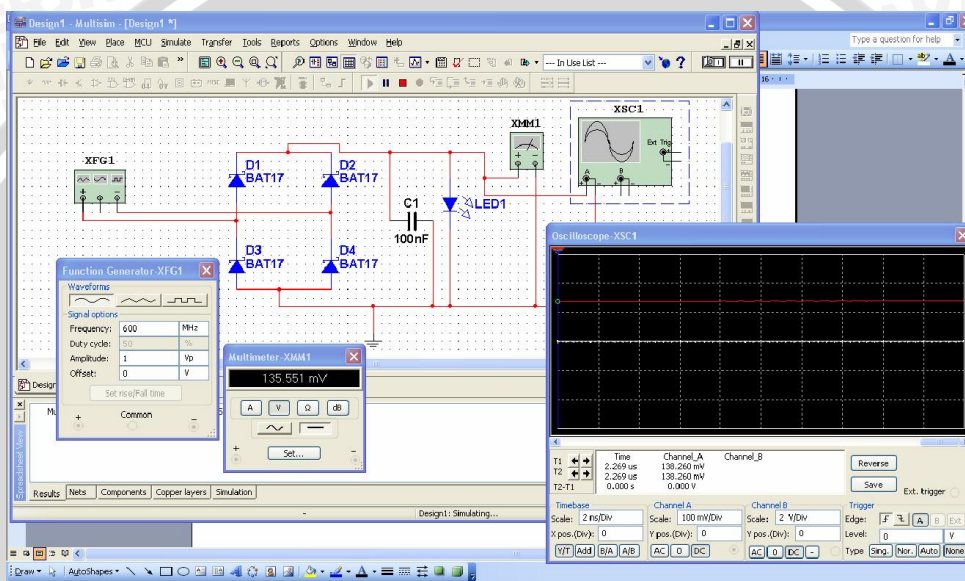 Design1 - Multisim - [Design1 *]
File Edit View Place MCU Simulate Transfer Tools Reports Options Window Help
Type a question for help
--- In Use List ---
XFG1
D1
BAT17
D2
BAT17
D3
BAT17
D4
BAT17
C1
100nF
LED1
XMM1
XSC1
Ext Trig
A
B
Function Generator-XFG1
Waveforms
Signal options
Frequency: 600 MHz
Duty cycle: 50 %
Amplitude: 1 Vp
Offset: 0 V
Set rise/Fall time
+ Common -
Multimeter-XMM1
135.551 mV
A V Ω dB
Set...
+ -
Oscilloscope-XSC1
Time Channel_A Channel_B
T1 2.269 us 138.260 mV
T2 2.269 us 138.260 mV
T2-T1 0.000 s 0.000 V
Reverse
Save
Ext. trigger
Timebase
Scale: 2 ns/Div
X pos.(Div): 0
Y/T Add B/A A/B
Channel A
Scale: 100 mV/Div
Y pos.(Div): 0
AC 0 DC
Channel B
Scale: 2 V/Div
Y pos.(Div): 0
AC 0 DC -
Trigger
Edge: A B Ext
Level: 0 V
Type Sing. Nor. Auto None
Spreadsheet View
Results Nets Components Copper layers Simulation
Design1: Simulating...
Draw AutoShapes